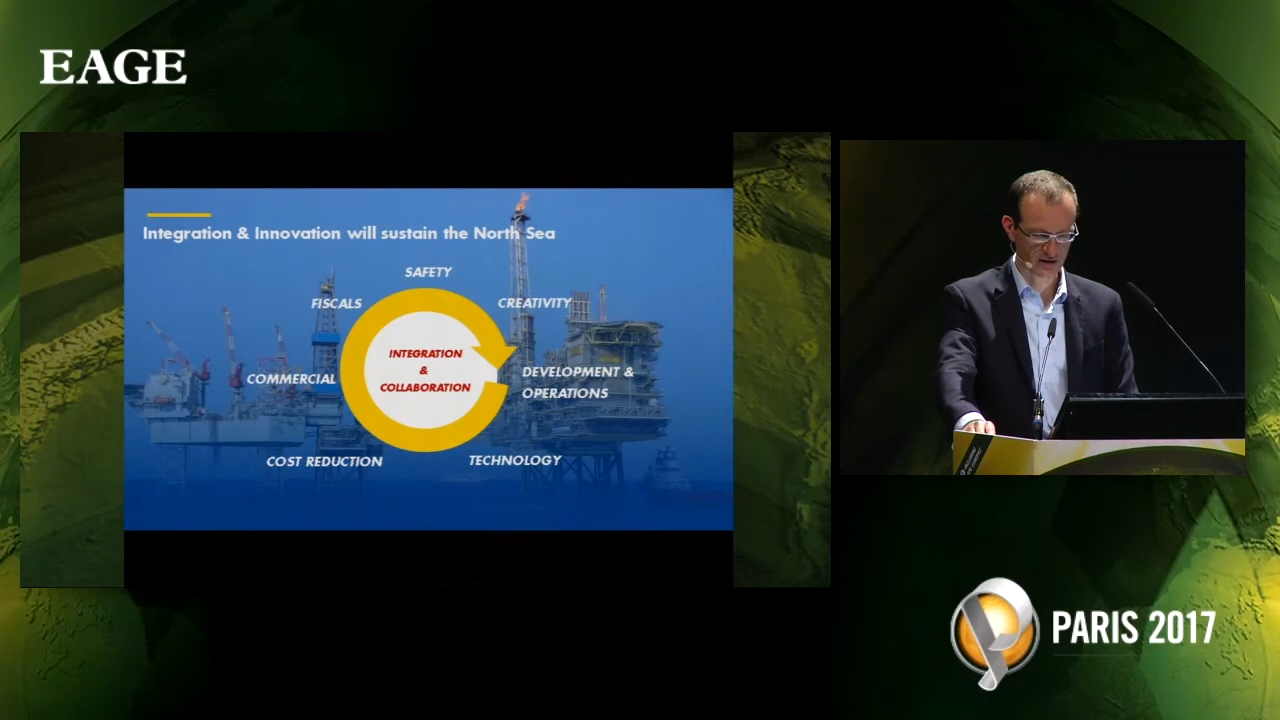 EAGE
Integration & Innovation will sustain the North Sea
SAFETY
FISCALS
CREATIVITY
INTEGRATION
&
COLLABORATION
COMMERCIAL
DEVELOPMENT &
OPERATIONS
COST REDUCTION
TECHNOLOGY
PARIS 2017